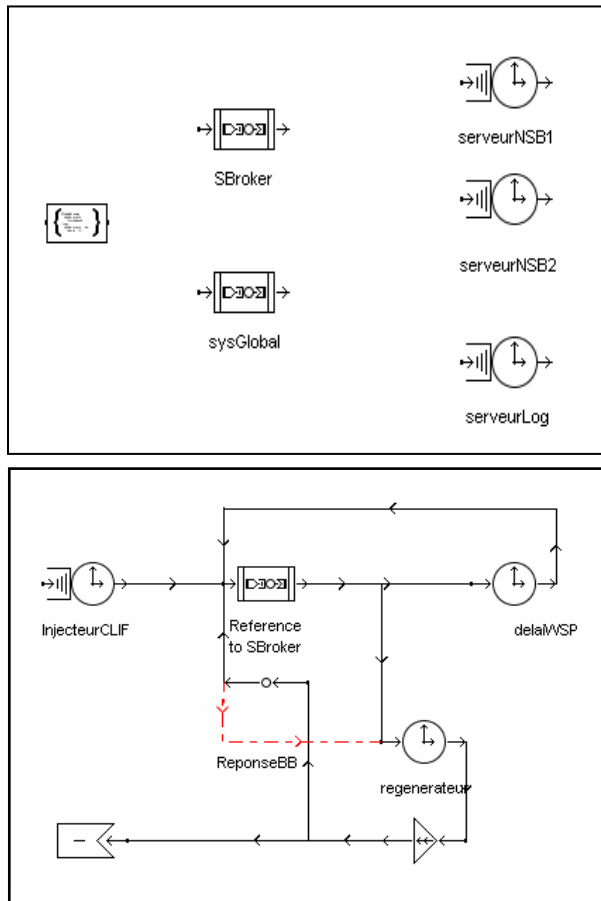 serveurNSB1
SBroker
serveurNSB2
sysGlobal
serveurLog
InjecteurCLIF
Reference
to SBroker
delaiWSP
ReponseBB
regenerateur